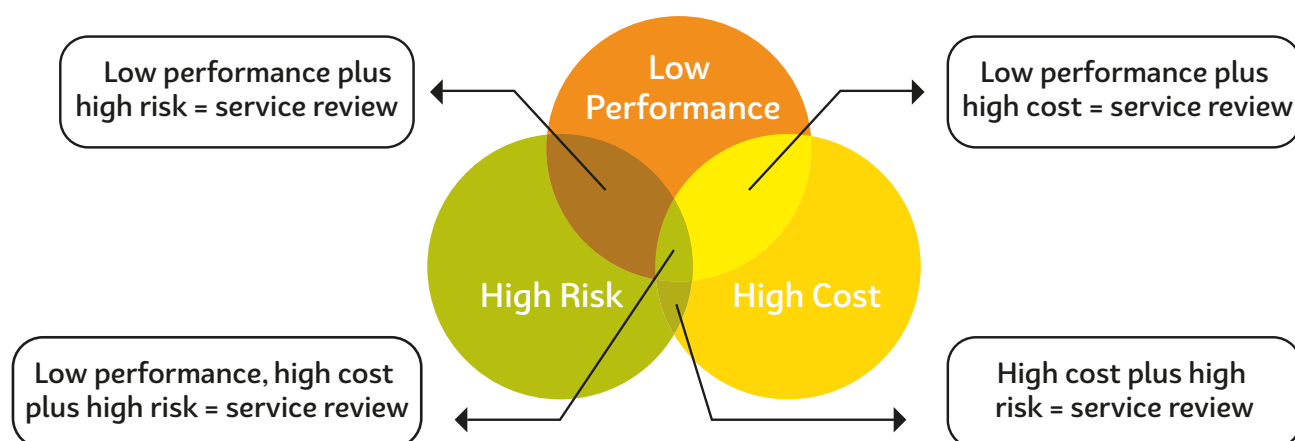 Low performance plus
high risk = service review
Low
Performance
Low performance plus
high cost = service review
High Risk
High Cost
Low performance, high cost
plus high risk = service review
High cost plus high
risk = service review